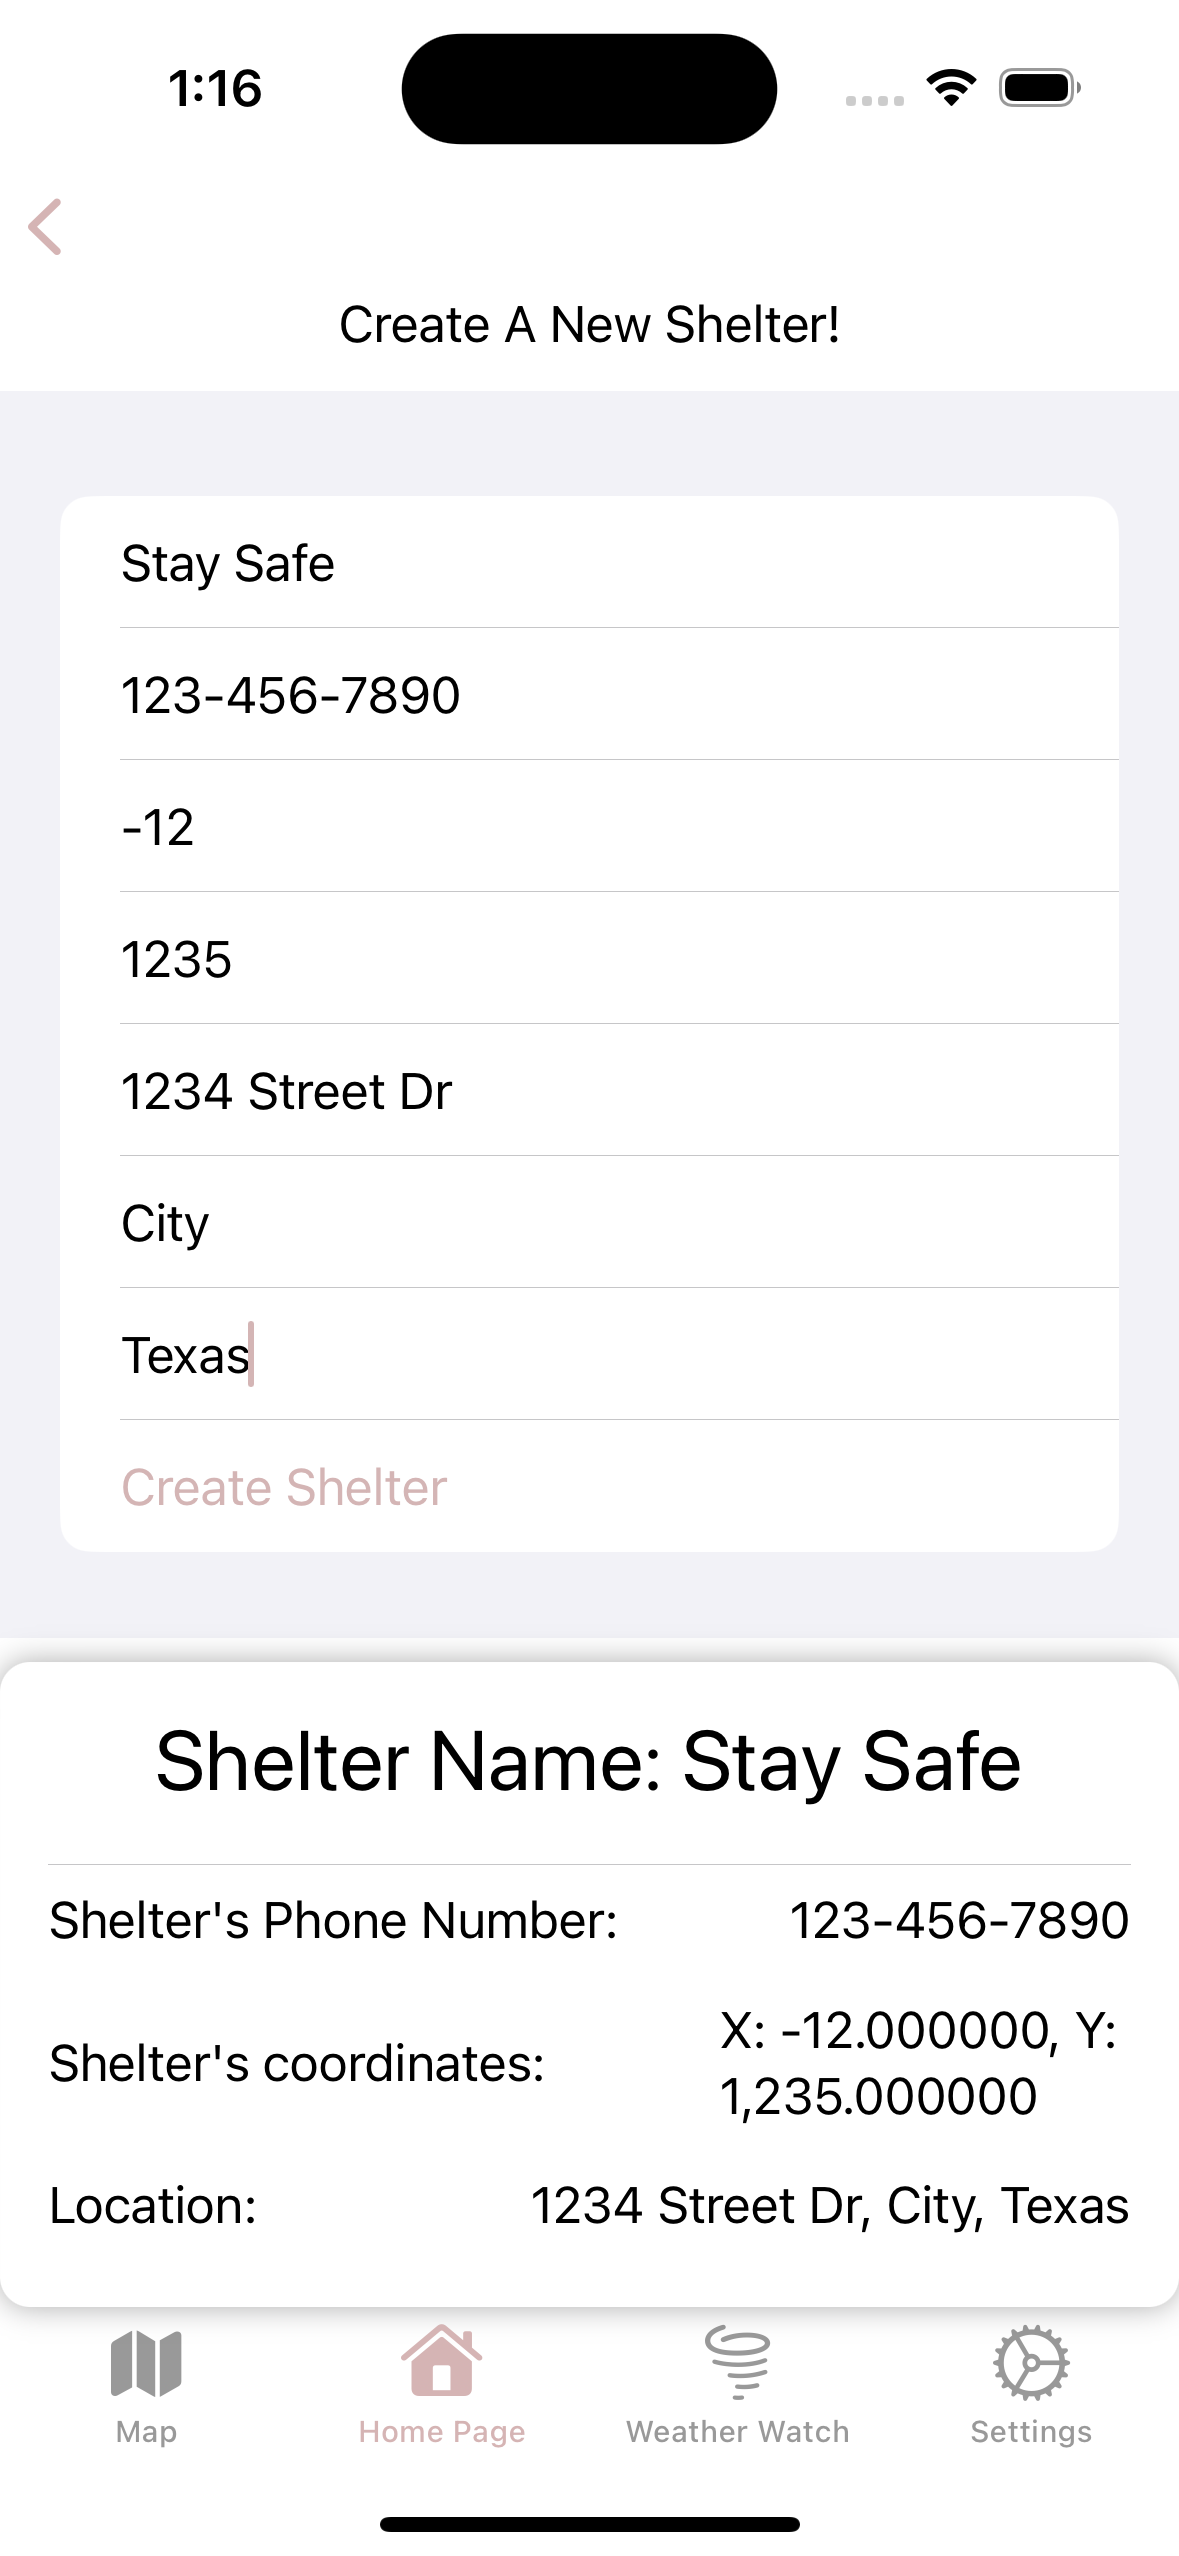 1:16
Create A New Shelter!
Stay Safe
123-456-7890
-12
1235
1234 Street Dr
City
Texas
Create Shelter
Shelter Name: Stay Safe
Shelter's Phone Number: 123-456-7890
Shelter's coordinates: X: -12.000000, Y:
1,235.000000
Location: 1234 Street Dr, City, Texas
Map Home Page Weather Watch Settings